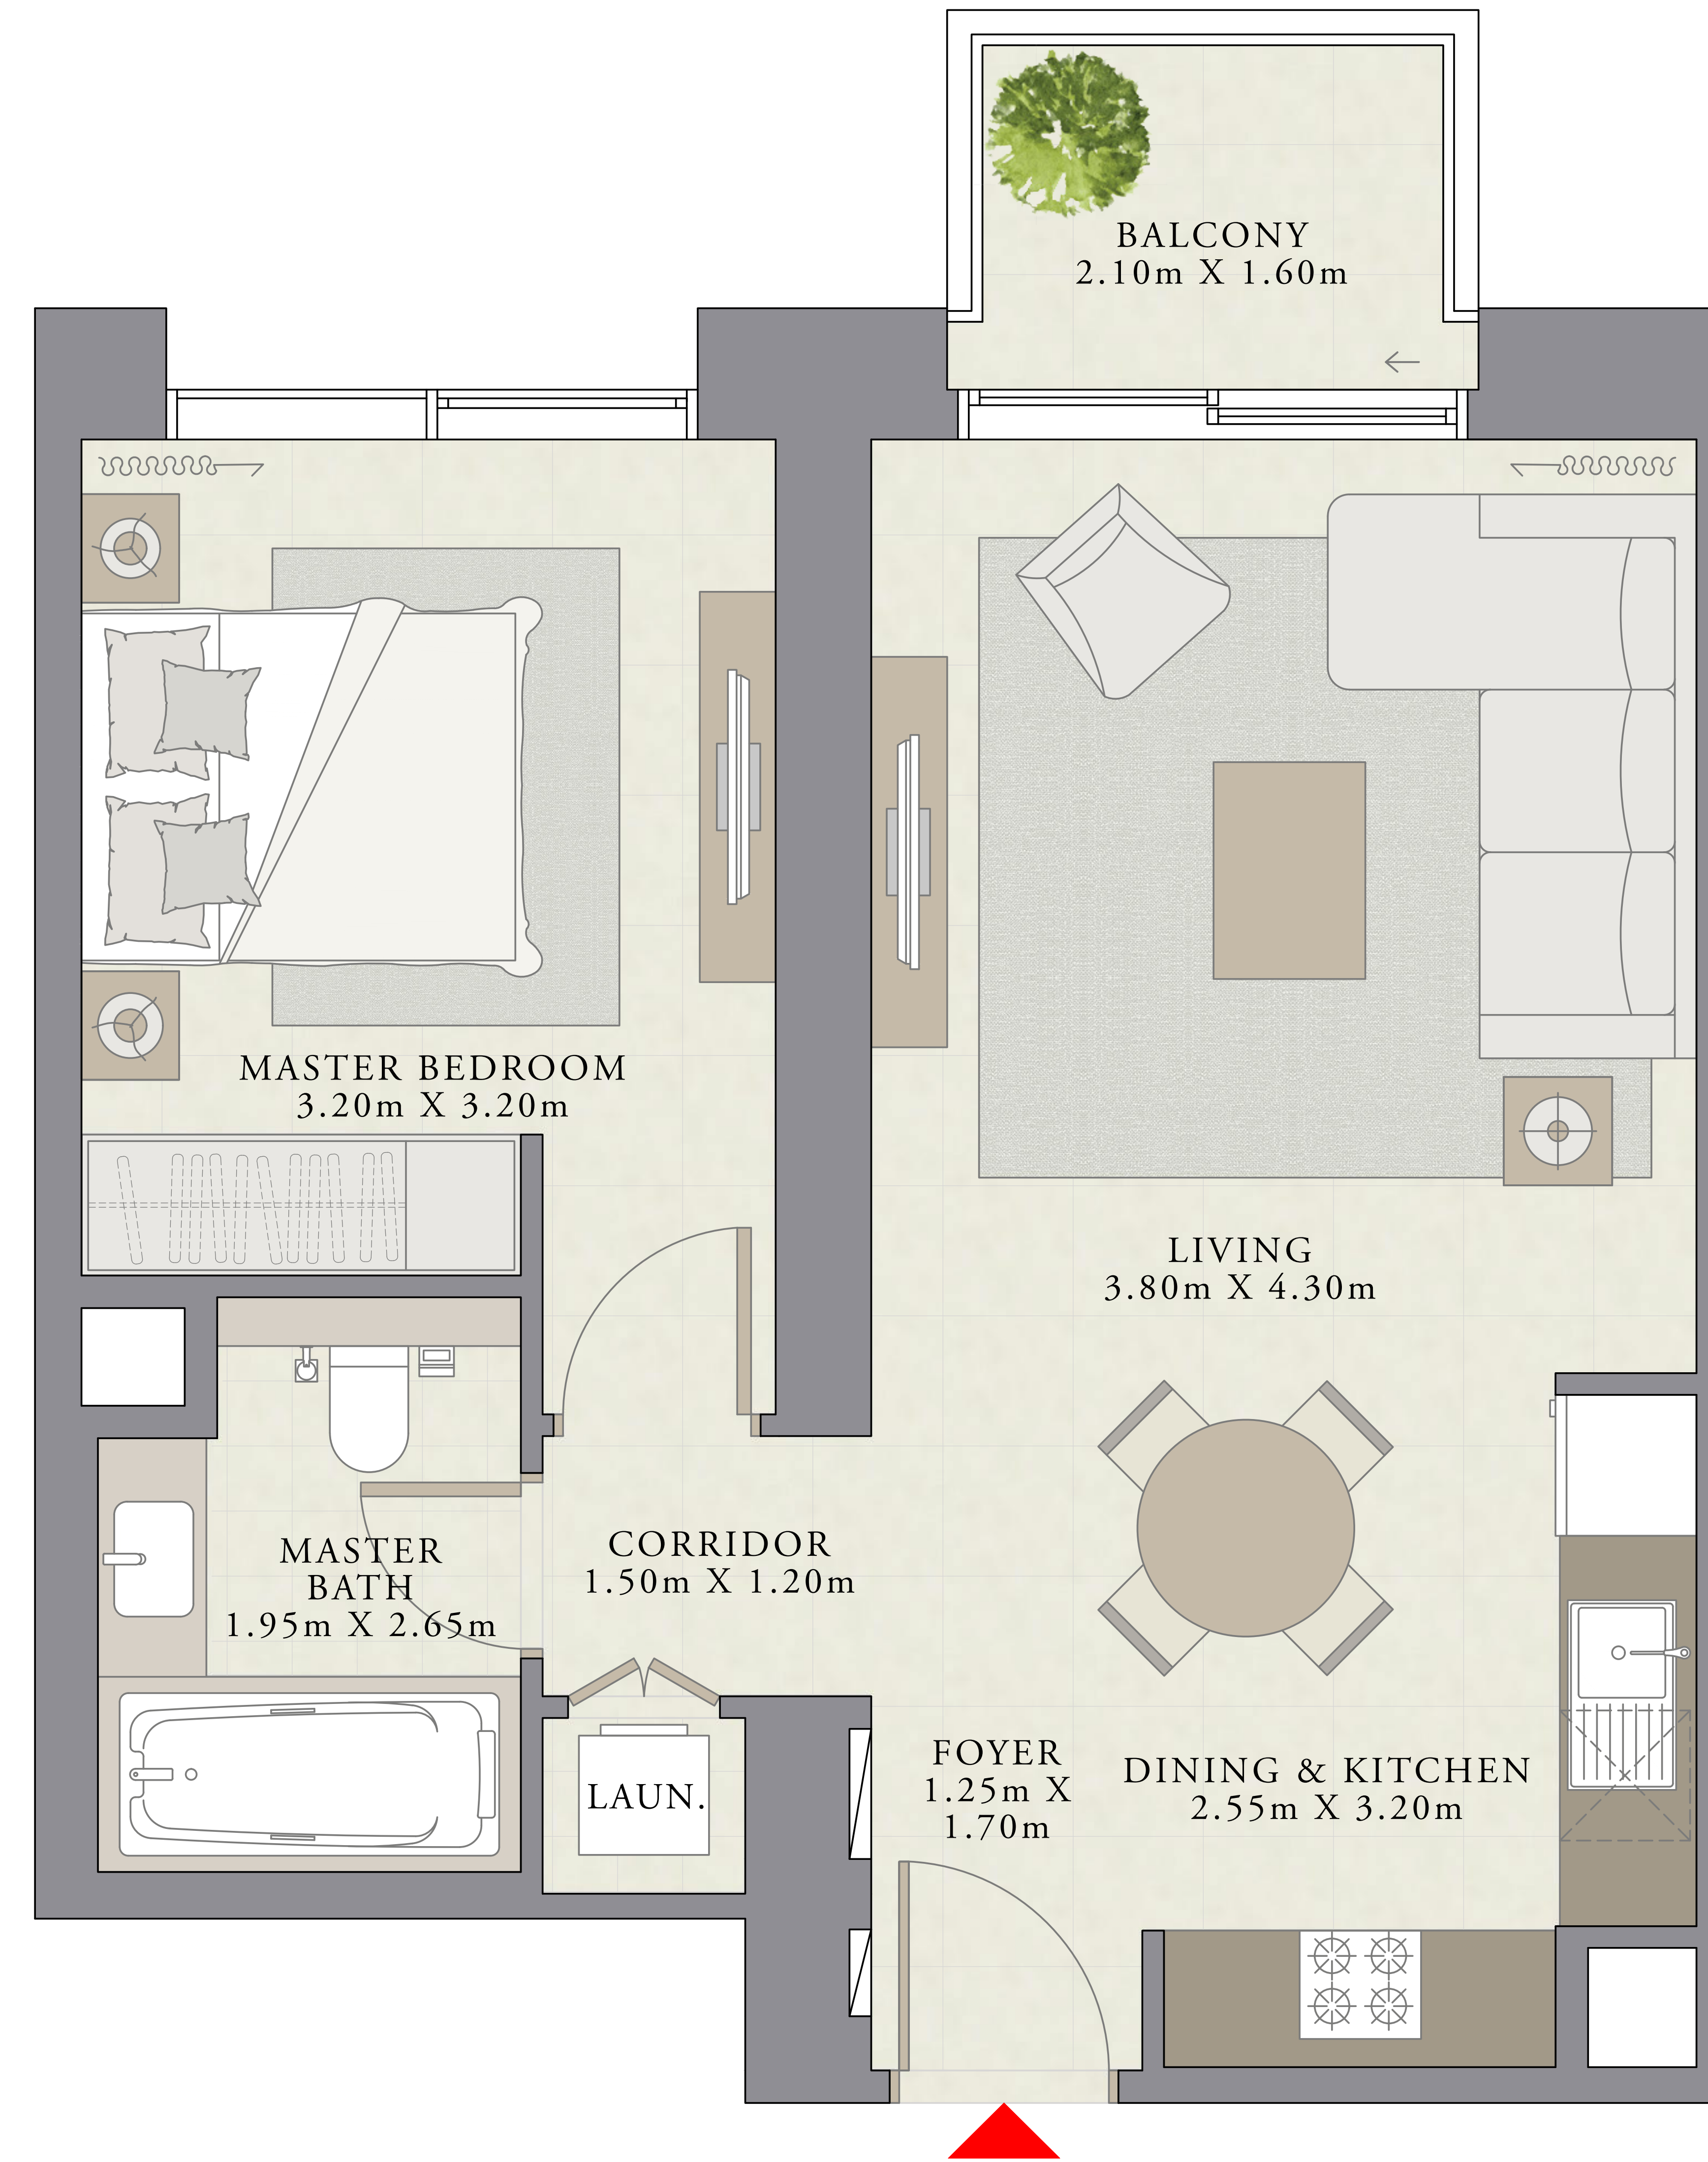 BALCONY
2.10m X 1.60m
MASTER BEDROOM
3.20m X 3.20m
LIVING
3.80m X 4.30m
MASTER
BATH
1.95m X 2.65m
CORRIDOR
1.50m X 1.20m
FOYER
1.25m X
1.70m
DINING & KITCHEN
2.55m X 3.20m
LAUN.